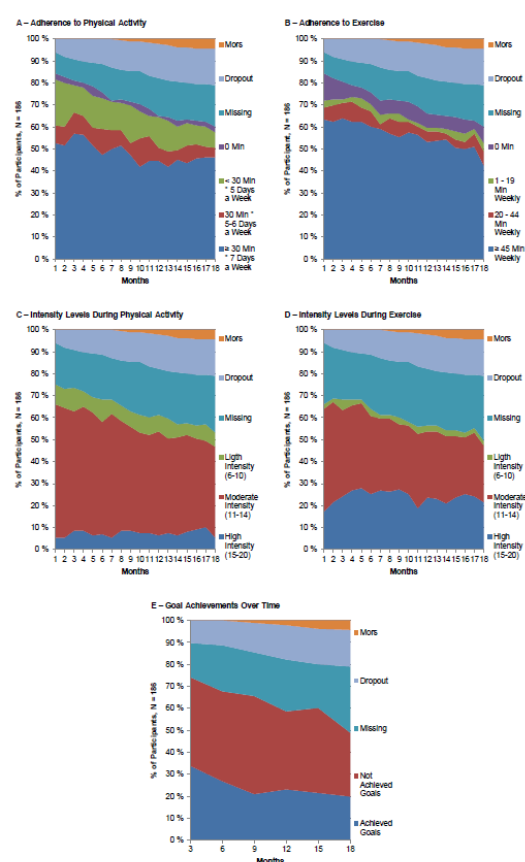 A – Adherence to Physical Activity
% of Participants, N = 186
100 %
90 %
80 %
70 %
60 %
50 %
40 %
30 %
20 %
10 %
0 %
1 2 3 4 5 6 7 8 9 10 11 12 13 14 15 16 17 18
Months
Mors
Dropout
Missing
0 Min
< 30 Min
* 5 Days
a Week
30 Min *
5-6 Days
a Week
≥ 30 Min
* 7 Days
a Week
B – Adherence to Exercise
% of Participants, N = 186
100 %
90 %
80 %
70 %
60 %
50 %
40 %
30 %
20 %
10 %
0 %
1 2 3 4 5 6 7 8 9 10 11 12 13 14 15 16 17 18
Months
Mors
Dropout
Missing
0 Min
1 - 19
Min
Weekly
20 - 44
Min
Weekly
≥ 45 Min
Weekly
C – Intensity Levels During Physical Activity
% of Participants, N = 186
100 %
90 %
80 %
70 %
60 %
50 %
40 %
30 %
20 %
10 %
0 %
1 2 3 4 5 6 7 8 9 10 11 12 13 14 15 16 17 18
Months
Mors
Dropout
Missing
Ligth
Intensity
(6-10)
Moderate
Intensity
(11-14)
High
Intensity
(15-20)
D – Intensity Levels During Exercise
% of Participants, N = 186
100 %
90 %
80 %
70 %
60 %
50 %
40 %
30 %
20 %
10 %
0 %
1 2 3 4 5 6 7 8 9 10 11 12 13 14 15 16 17 18
Months
Mors
Dropout
Missing
Ligth
Intensity
(6-10)
Moderate
Intensity
(11-14)
High
Intensity
(15-20)
E – Goal Achievements Over Time
% of Participants, N = 186
100 %
90 %
80 %
70 %
60 %
50 %
40 %
30 %
20 %
10 %
0 %
3 6 9 12 15 18
Months
Mors
Dropout
Missing
Not
Achieved
Goals
Achieved
Goals